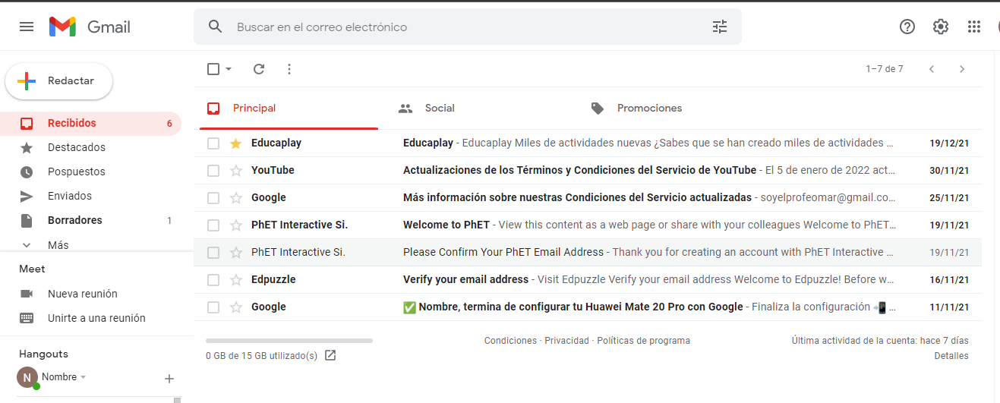 Gmail
Buscar en el correo electrónico
Redactar
1–7 de 7
Principal
Social
Promociones
Recibidos 6
Destacados
Pospuestos
Enviados
Borradores 1
Más
Educaplay Educaplay - Educaplay Miles de actividades nuevas ¿Sabes que se han creado miles de actividades ... 19/12/21
YouTube Actualizaciones de los Términos y Condiciones del Servicio de YouTube - El 5 de enero de 2022 act... 30/11/21
Google Más información sobre nuestras Condiciones del Servicio actualizadas - soyelprofeomar@gmail.co... 25/11/21
PhET Interactive Si. Welcome to PhET - View this content as a web page or share with your colleagues Welcome to PhET... 19/11/21
PhET Interactive Si. Please Confirm Your PhET Email Address - Thank you for creating an account with PhET Interactive ... 19/11/21
Edpuzzle Verify your email address - Visit Edpuzzle Verify your email address Welcome to Edpuzzle! Before w... 16/11/21
Google ✅ Nombre, termina de configurar tu Huawei Mate 20 Pro con Google - Finaliza la configuración 📲 ... 11/11/21
Meet
Nueva reunión
Unirte a una reunión
Hangouts
N Nombre
0 GB de 15 GB utilizado(s)
Condiciones · Privacidad · Políticas de programa
Última actividad de la cuenta: hace 7 días
Detalles